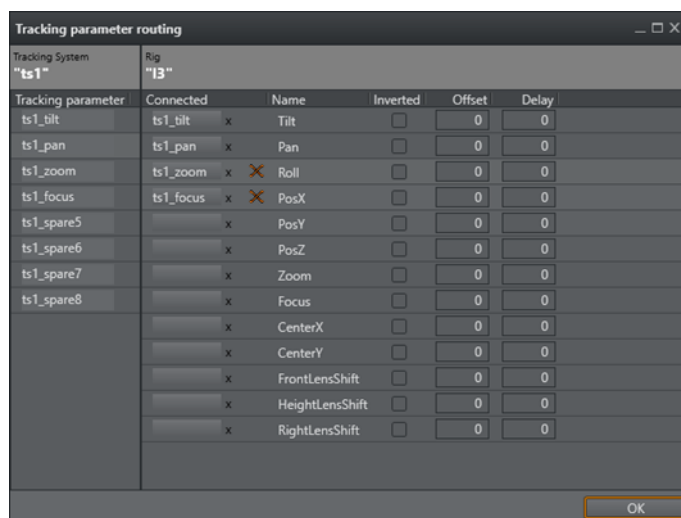 Tracking parameter routing
Tracking System Rig
"ts1" "l3"
Tracking parameter Connected Name Inverted Offset Delay
ts1_tilt ts1_tilt x Tilt 0 0
ts1_pan ts1_pan x Pan 0 0
ts1_zoom ts1_zoom x Roll 0 0
ts1_focus ts1_focus x PosX 0 0
ts1_spare5 x PosY 0 0
ts1_spare6 x PosZ 0 0
ts1_spare7 x Zoom 0 0
ts1_spare8 x Focus 0 0
x CenterX 0 0
x CenterY 0 0
x FrontLensShift 0 0
x HeightLensShift 0 0
x RightLensShift 0 0
OK